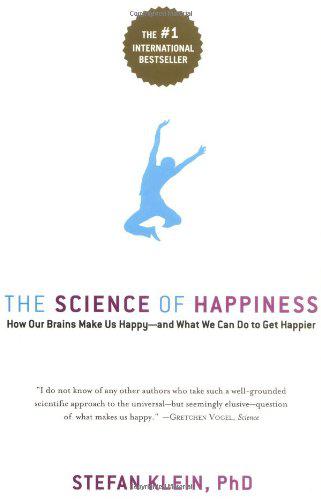 THE #1
INTERNATIONAL
BESTSELLER
THE SCIENCE OF HAPPINESS
How Our Brains Make Us Happy—and What We Can Do to Get Happier
"I do not know of any other authors who take such a well-grounded
scientific approach to the universal—but seemingly elusive—question
of what makes us happy." —GRETCHEN VOGEL, Science
STEFAN KLEIN, PhD